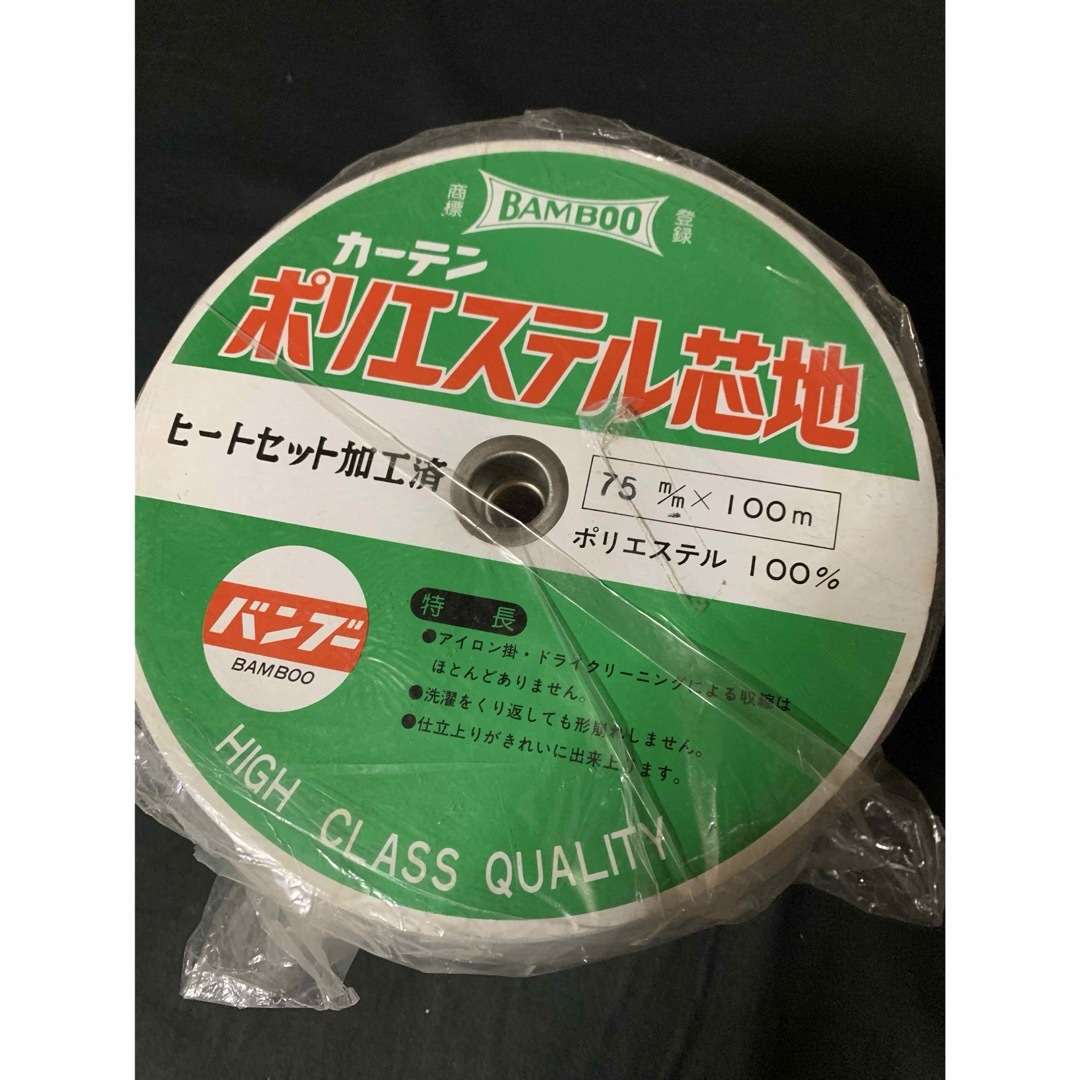 商標 BAMBOO 登録
カーテン
ポリエステル芯地
ヒートセット加工済
75 m/m × 100m
ポリエステル 100%
バンブー
BAMBOO
特長
●アイロン掛・ドライクリーニングによる収線は
ほとんどありません。
●洗濯をくり返しても形崩れしません。
●仕立上りがきれいに出来上ります。
HIGH CLASS QUALITY